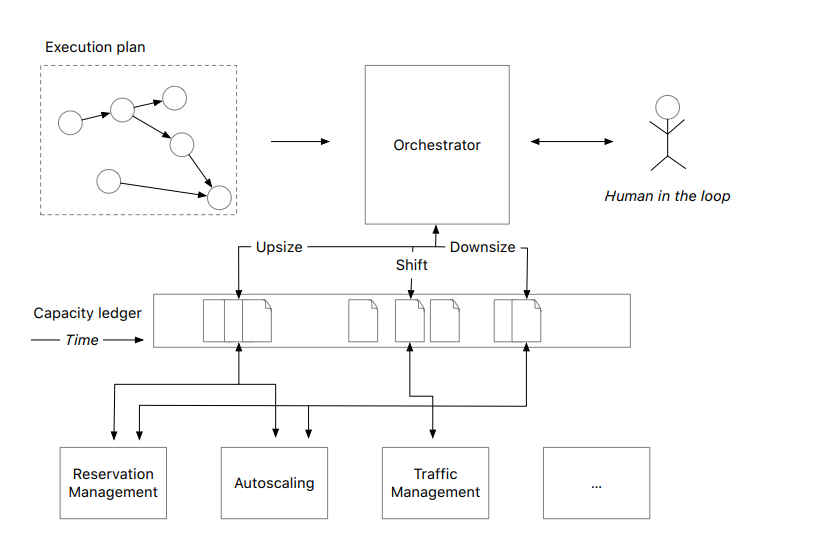 Execution plan
Orchestrator
Human in the loop
Upsize
Downsize
Shift
Capacity ledger
Time
Reservation
Management
Autoscaling
Traffic
Management
...